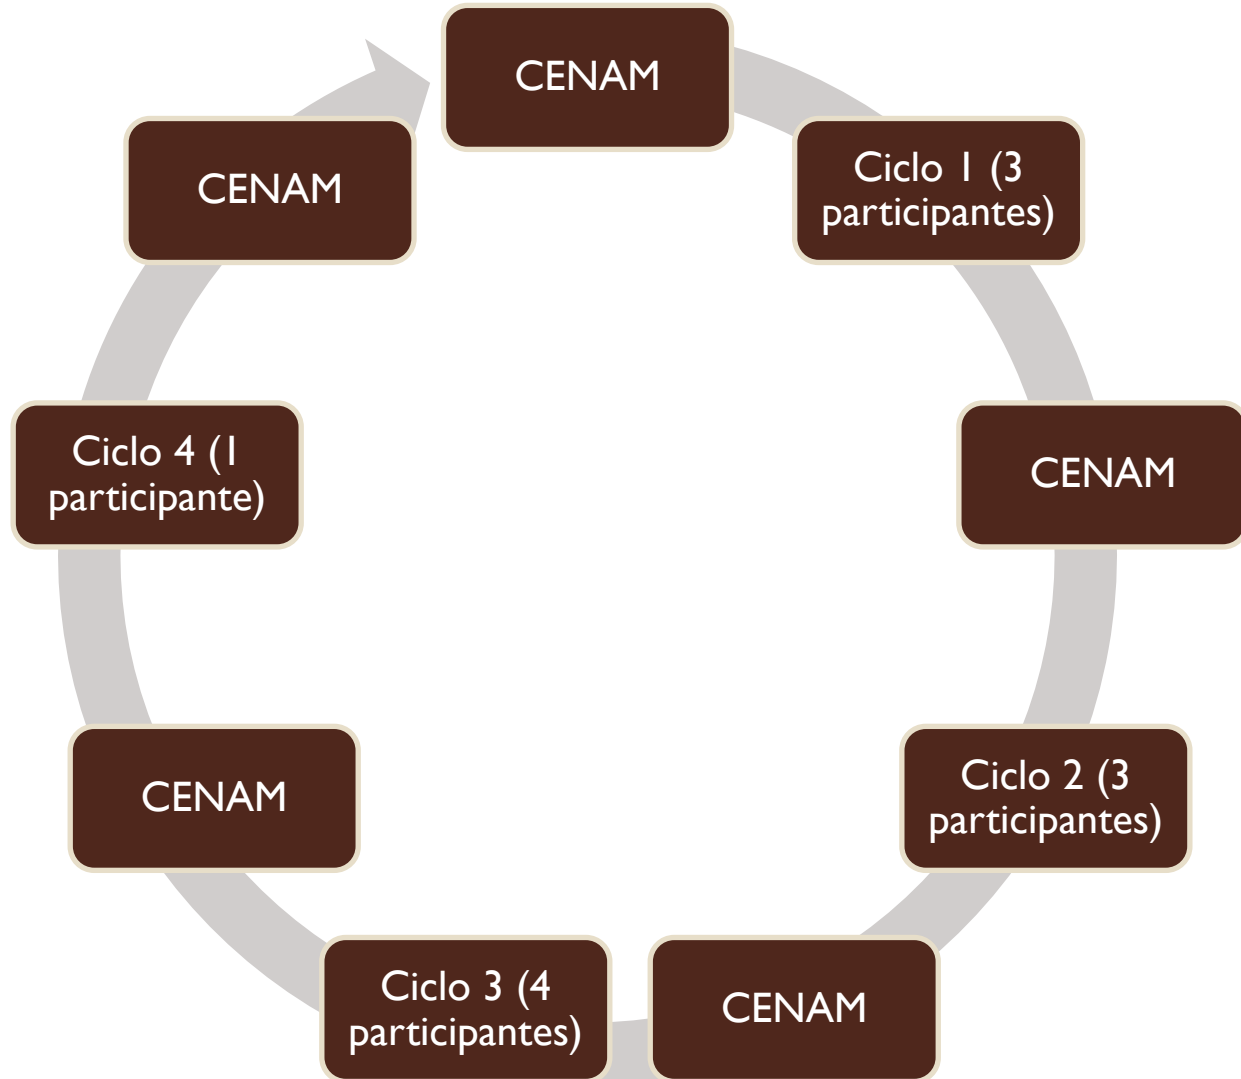 CENAM
Ciclo 1 (3
participantes)
CENAM
Ciclo 2 (3
participantes)
CENAM
Ciclo 3 (4
participantes)
CENAM
Ciclo 4 (1
participante)
CENAM